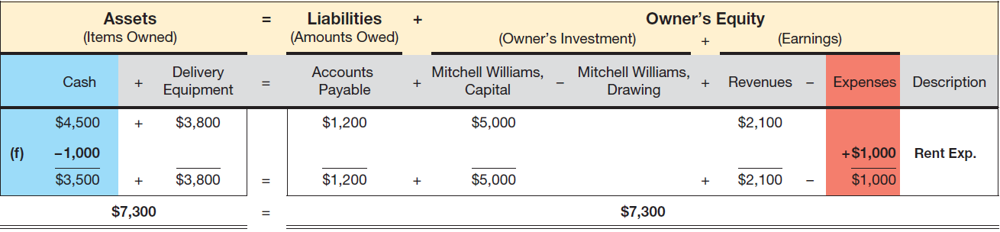 Assets = Liabilities + Owner's Equity
(Items Owned) (Amounts Owed) (Owner's Investment) + (Earnings)
Cash + Delivery Equipment = Accounts Payable + Mitchell Williams, Capital – Mitchell Williams, Drawing + Revenues – Expenses Description
$4,500 + $3,800 $1,200 $5,000 $2,100
(f) –1,000 +$1,000 Rent Exp.
$3,500 + $3,800 = $1,200 + $5,000 + $2,100 – $1,000
$7,300 = $7,300